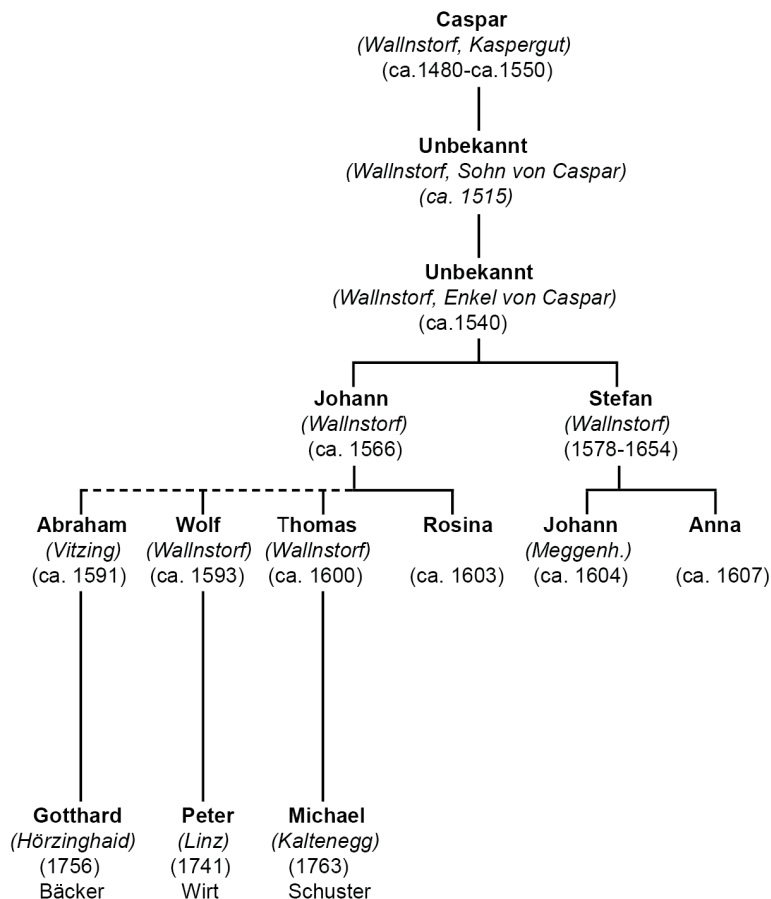 Caspar
(Wallnstorf, Kaspergut)
(ca.1480-ca.1550)
Unbekannt
(Wallnstorf, Sohn von Caspar)
(ca. 1515)
Unbekannt
(Wallnstorf, Enkel von Caspar)
(ca.1540)
Johann
(Wallnstorf)
(ca. 1566)
Stefan
(Wallnstorf)
(1578-1654)
Abraham
(Vitzing)
(ca. 1591)
Wolf
(Wallnstorf)
(ca. 1593)
Thomas
(Wallnstorf)
(ca. 1600)
Rosina
(ca. 1603)
Johann
(Meggenh.)
(ca. 1604)
Anna
(ca. 1607)
Gotthard
(Hörzinghaid)
(1756)
Bäcker
Peter
(Linz)
(1741)
Wirt
Michael
(Kaltenegg)
(1763)
Schuster